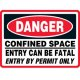 DANGER
CONFINED SPACE
ENTRY CAN BE FATAL
ENTRY BY PERMIT ONLY